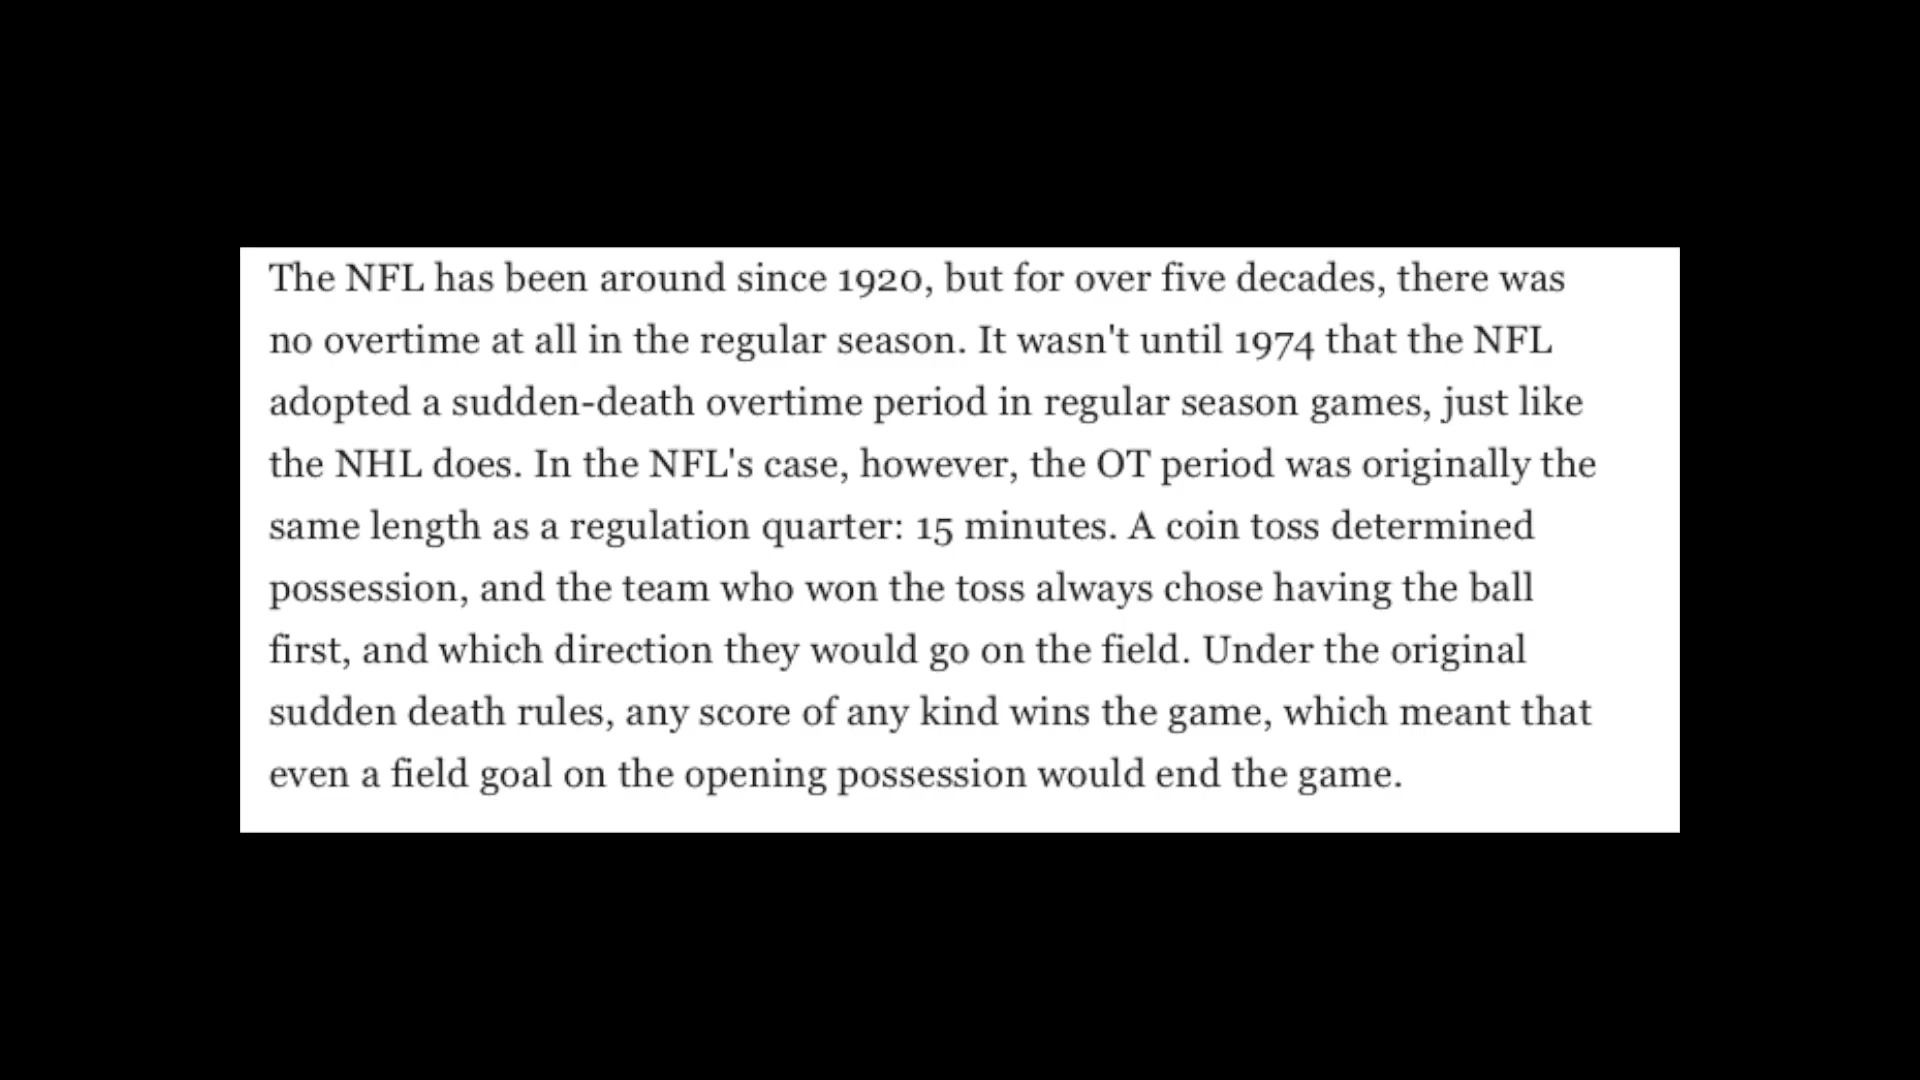 The NFL has been around since 1920, but for over five decades, there was
no overtime at all in the regular season. It wasn't until 1974 that the NFL
adopted a sudden-death overtime period in regular season games, just like
the NHL does. In the NFL's case, however, the OT period was originally the
same length as a regulation quarter: 15 minutes. A coin toss determined
possession, and the team who won the toss always chose having the ball
first, and which direction they would go on the field. Under the original
sudden death rules, any score of any kind wins the game, which meant that
even a field goal on the opening possession would end the game.